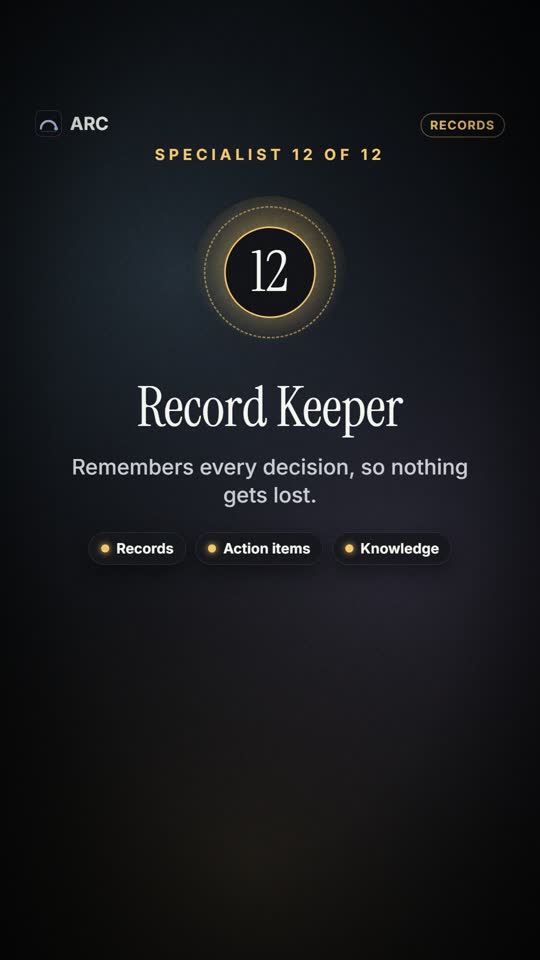 ARC
RECORDS
SPECIALIST 12 OF 12
12
Record Keeper
Remembers every decision, so nothing
gets lost.
Records
Action items
Knowledge